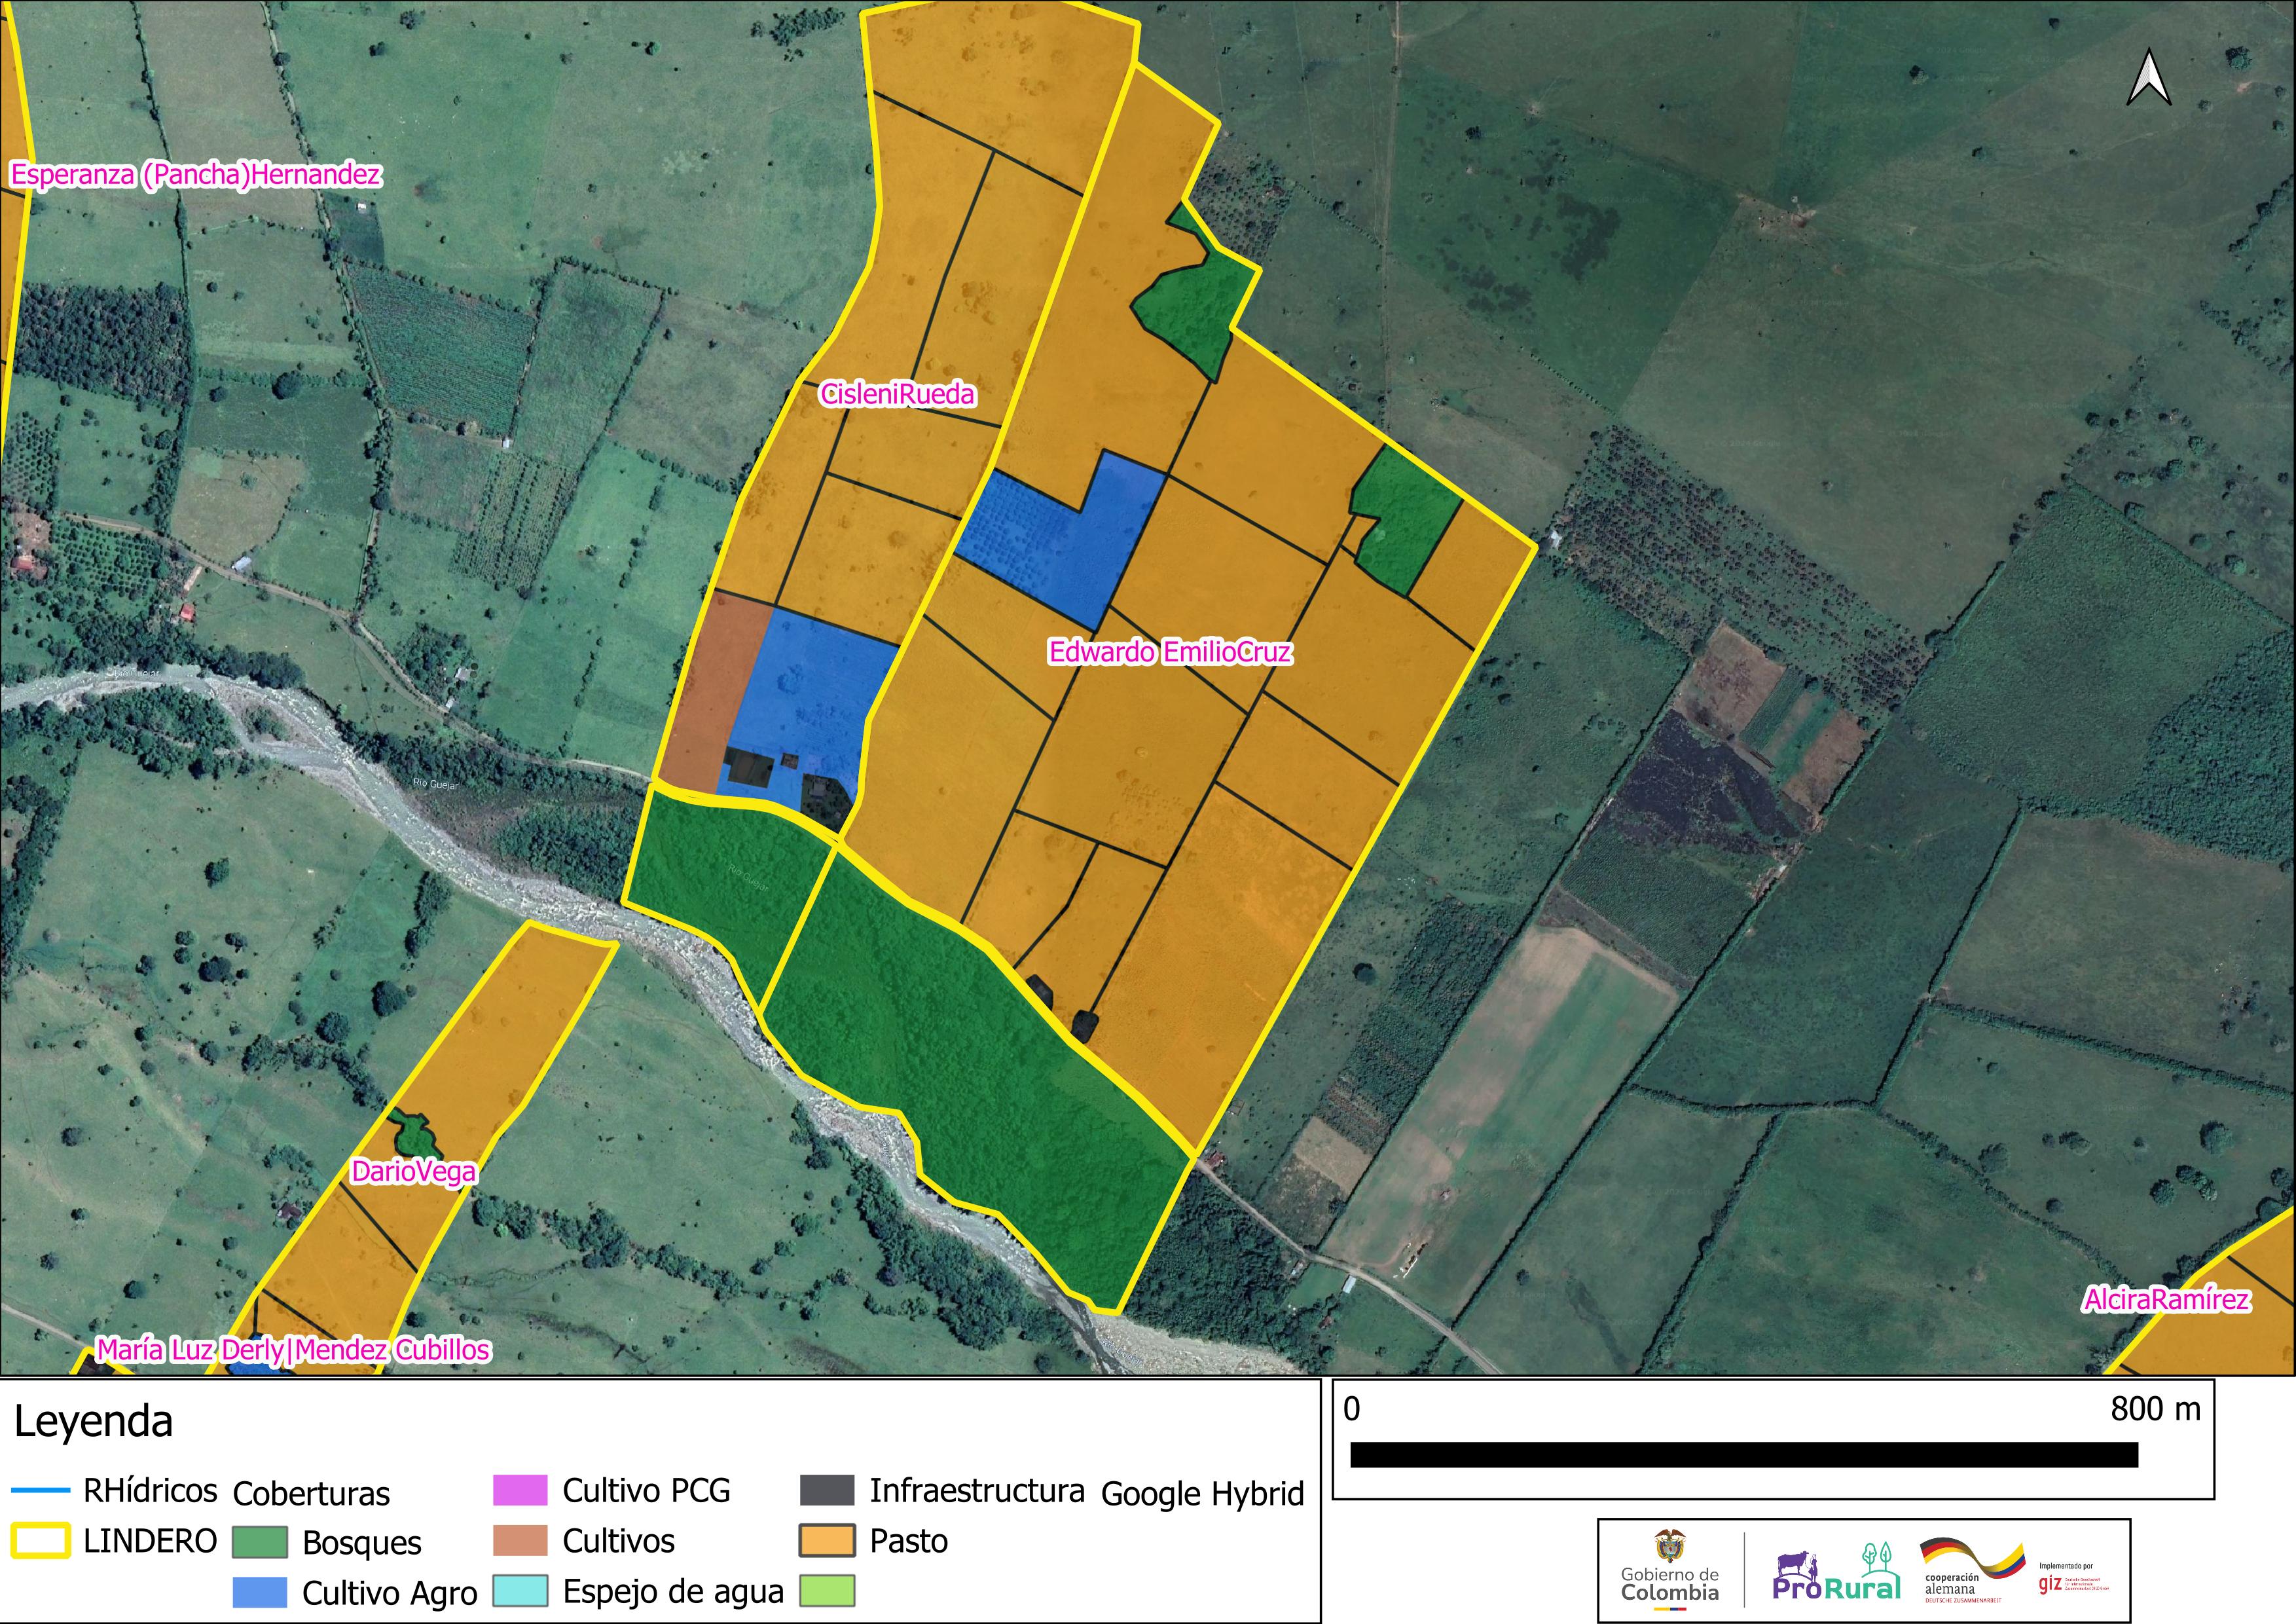 Esperanza (Pancha)Hernandez
CisleniRueda
Edwardo EmilioCruz
Río Guejar
Río Guejar
DarioVega
AlciraRamírez
María Luz Derly|Mendez Cubillos
Leyenda
RHídricos
LINDERO
Coberturas
Bosques
Cultivo Agro
Cultivo PCG
Cultivos
Espejo de agua
Infraestructura
Pasto
Google Hybrid
0 800 m
Gobierno de
Colombia
ProRural
cooperación
alemana
DEUTSCHE ZUSAMMENARBEIT
Implementado por
giz